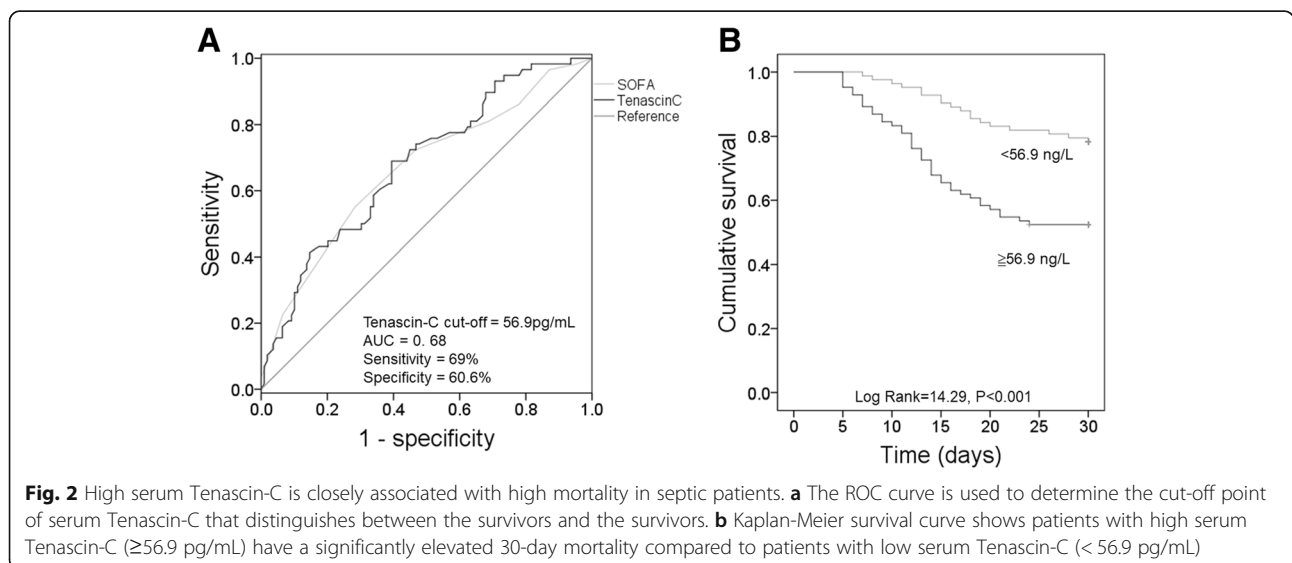 A
1.0
0.8
0.6
0.4
0.2
0.0
Sensitivity
SOFA
TenascinC
Reference
Tenascin-C cut-off = 56.9pg/mL
AUC = 0. 68
Sensitivity = 69%
Specificity = 60.6%
0.0 0.2 0.4 0.6 0.8 1.0
1 - specificity
B
1.0
0.8
0.6
0.4
0.2
0.0
Cumulative survival
<56.9 ng/L
≧56.9 ng/L
Log Rank=14.29, P<0.001
0 5 10 15 20 25 30
Time (days)
Fig. 2 High serum Tenascin-C is closely associated with high mortality in septic patients. a The ROC curve is used to determine the cut-off point
of serum Tenascin-C that distinguishes between the survivors and the survivors. b Kaplan-Meier survival curve shows patients with high serum
Tenascin-C (≥56.9 pg/mL) have a significantly elevated 30-day mortality compared to patients with low serum Tenascin-C (< 56.9 pg/mL)